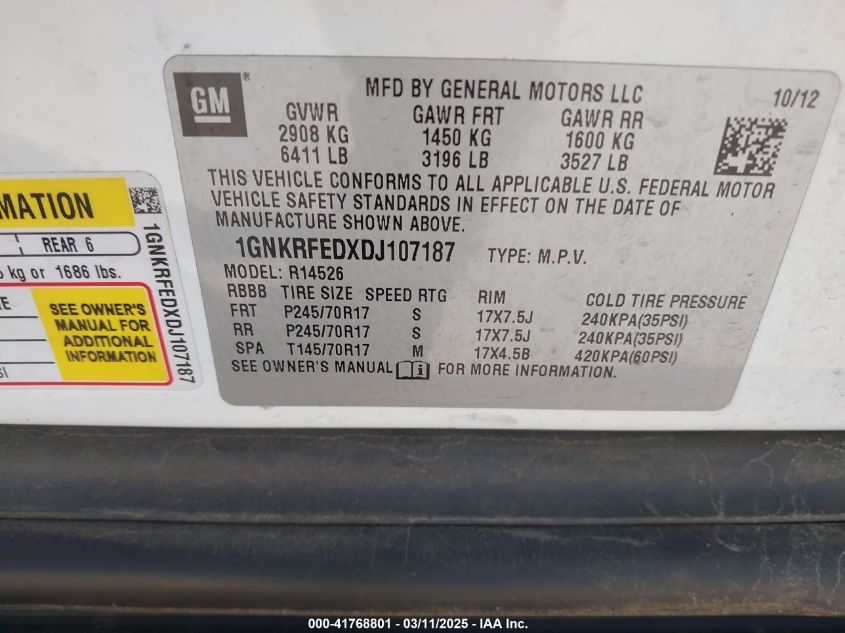 GM
®
MFD BY GENERAL MOTORS LLC
10/12
GVWR GAWR FRT GAWR RR
2908 KG 1450 KG 1600 KG
6411 LB 3196 LB 3527 LB
THIS VEHICLE CONFORMS TO ALL APPLICABLE U.S. FEDERAL MOTOR
VEHICLE SAFETY STANDARDS IN EFFECT ON THE DATE OF
MANUFACTURE SHOWN ABOVE.
1GNKRFEDXDJ107187 TYPE: M.P.V.
MODEL: R14526
RBBB TIRE SIZE SPEED RTG RIM COLD TIRE PRESSURE
FRT P245/70R17 S 17X7.5J 240KPA(35PSI)
RR P245/70R17 S 17X7.5J 240KPA(35PSI)
SPA T145/70R17 M 17X4.5B 420KPA(60PSI)
SEE OWNER'S MANUAL FOR MORE INFORMATION.
MATION
REAR 6
kg or 1686 lbs.
SEE OWNER'S
MANUAL FOR
ADDITIONAL
INFORMATION
1GNKRFEDXDJ107187
000-41768801 - 03/11/2025 - IAA Inc.